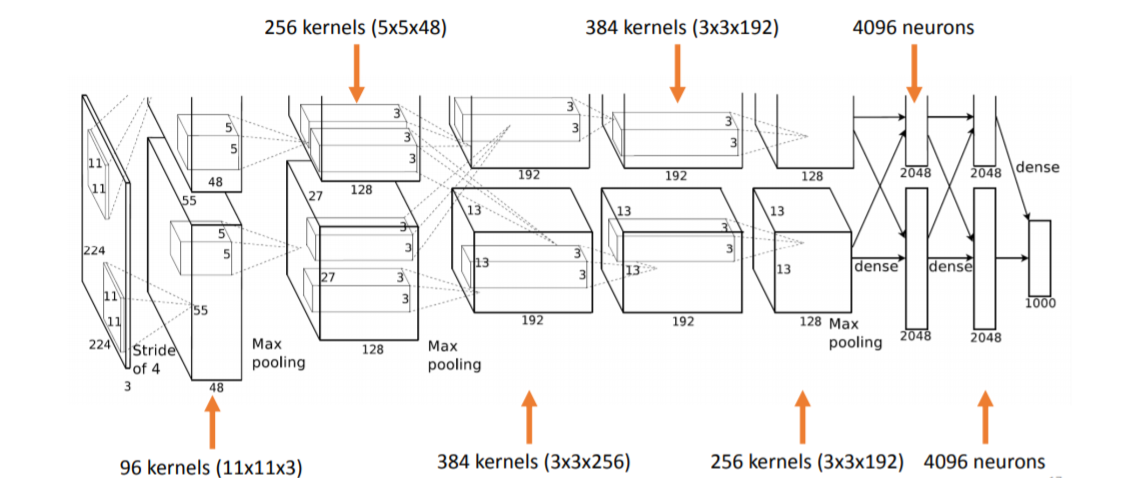 256 kernels (5x5x48)
384 kernels (3x3x192)
4096 neurons
11
11
5
5
48
55
3
3
3
128
27
3
3
192
3
3
192
128
2048
2048
dense
224
11
11
224
3
Stride
of 4
5
5
55
48
Max
pooling
27
3
3
3
3
128
Max
pooling
13
13
3
3
192
13
13
3
3
192
13
13
128
Max
pooling
dense
dense
2048
2048
1000
96 kernels (11x11x3)
384 kernels (3x3x256)
256 kernels (3x3x192)
4096 neurons